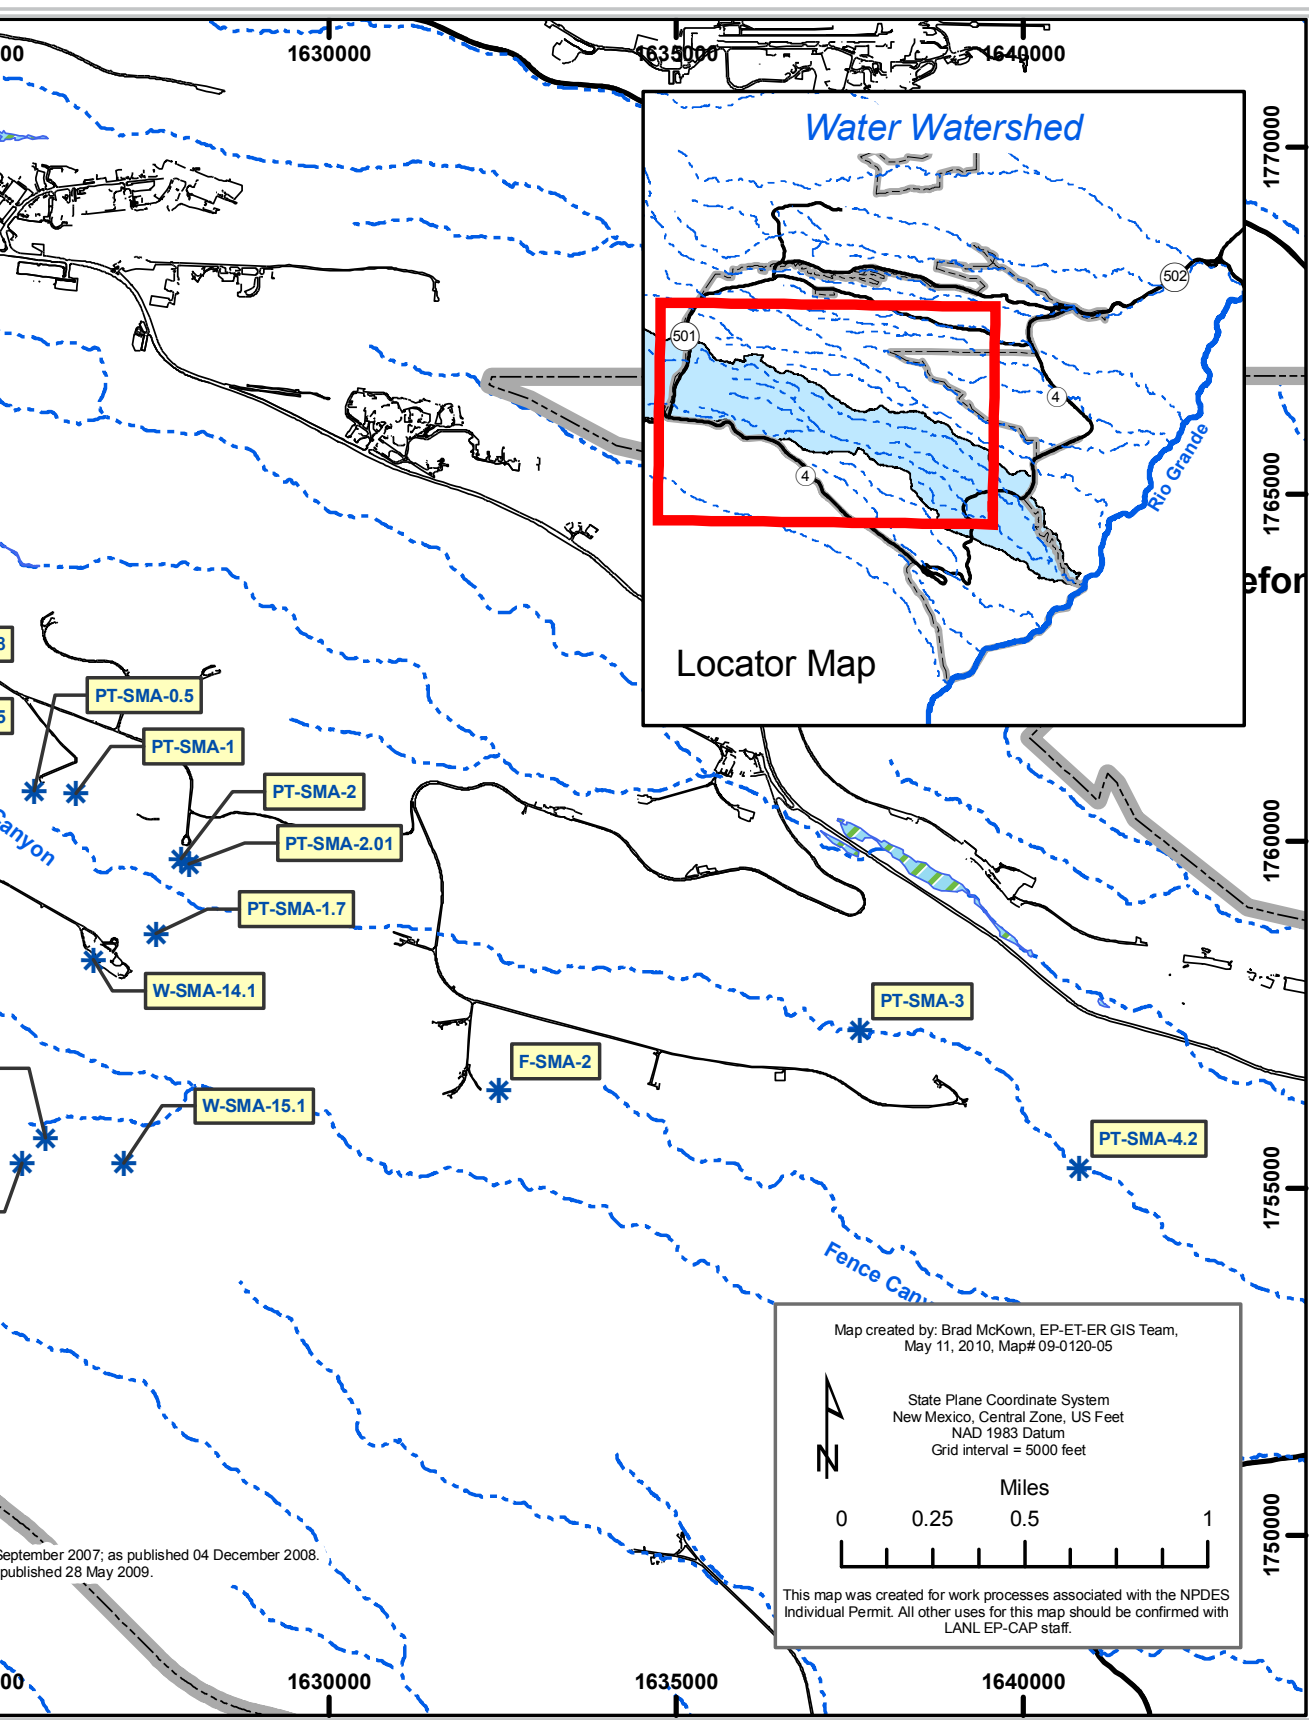 1630000
1635000
1640000
Water Watershed
1770000
502
501
4
4
Rio Grande
1765000
Locator Map
PT-SMA-0.5
PT-SMA-1
PT-SMA-2
PT-SMA-2.01
Canyon
PT-SMA-1.7
W-SMA-14.1
1760000
PT-SMA-3
F-SMA-2
W-SMA-15.1
PT-SMA-4.2
1755000
Fence
Map created by: Brad McKown, EP-ET-ER GIS Team,
May 11, 2010, Map# 09-0120-05
State Plane Coordinate System
New Mexico, Central Zone, US Feet
NAD 1983 Datum
Grid interval = 5000 feet
N
Miles
0 0.25 0.5 1
This map was created for work processes associated with the NPDES
Individual Permit. All other uses for this map should be confirmed with
LANL EP-CAP staff.
1750000
September 2007; as published 04 December 2008.
published 28 May 2009.
1630000
1635000
1640000